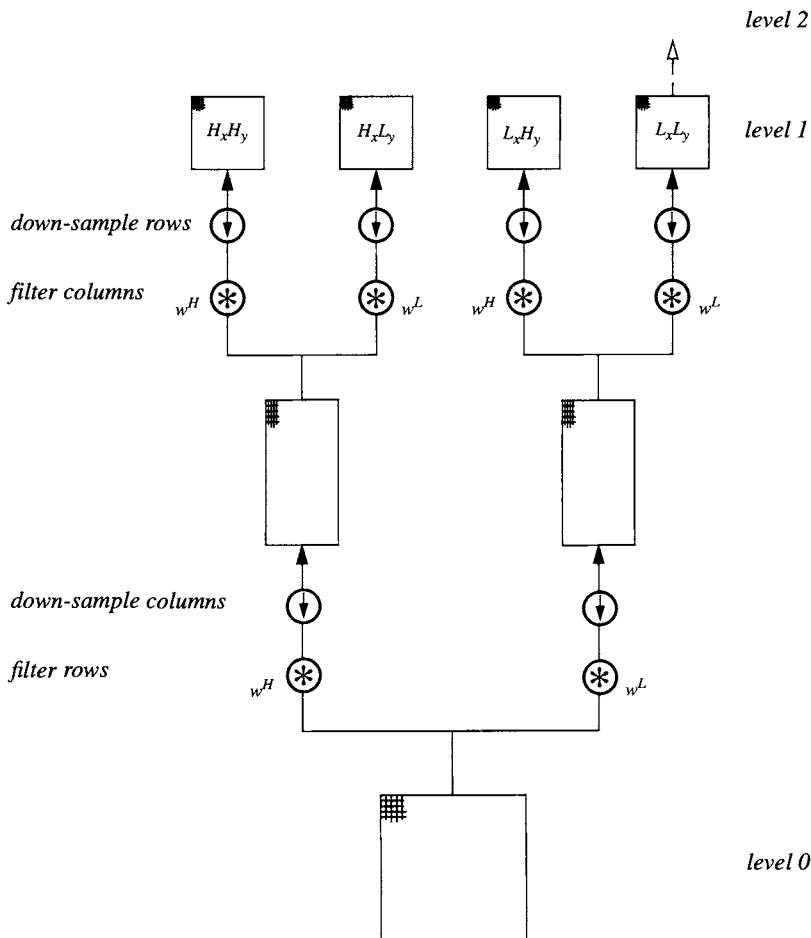 level 2
H_xH_y H_xL_y L_xH_y L_xL_y level 1
down-sample rows
filter columns
w^H w^L w^H w^L
down-sample columns
filter rows
w^H w^L
level 0